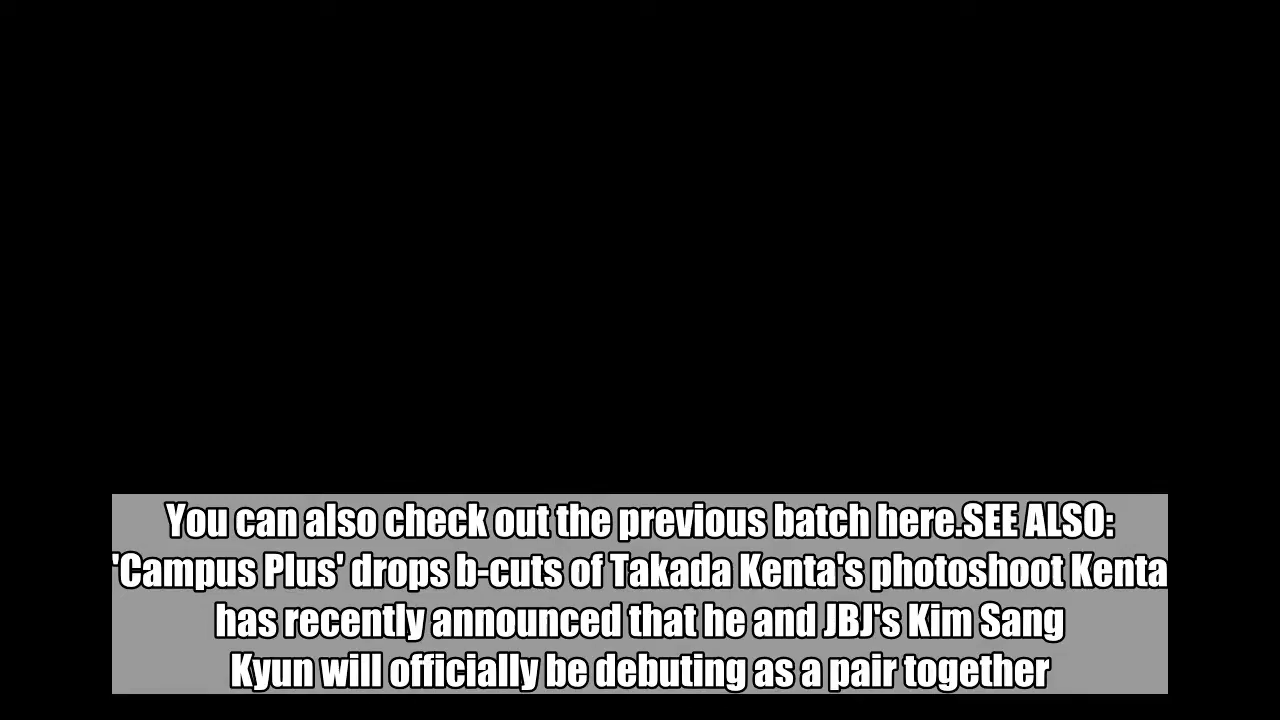 You can also check out the previous batch here.SEE ALSO:
'Campus Plus' drops b-cuts of Takada Kenta's photoshoot Kenta
has recently announced that he and JBJ's Kim Sang
Kyun will officially be debuting as a pair together